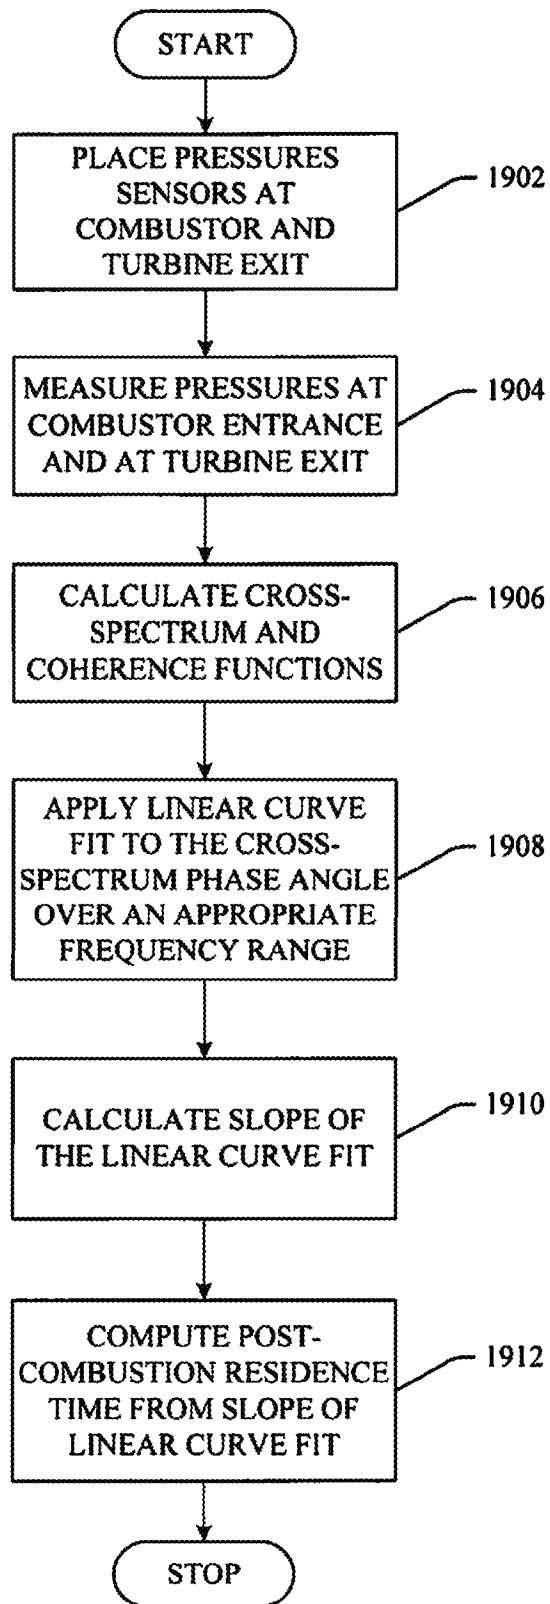 START
PLACE PRESSURES
SENSORS AT
COMBUSTOR AND
TURBINE EXIT
1902
MEASURE PRESSURES AT
COMBUSTOR ENTRANCE
AND AT TURBINE EXIT
1904
CALCULATE CROSS-
SPECTRUM AND
COHERENCE FUNCTIONS
1906
APPLY LINEAR CURVE
FIT TO THE CROSS-
SPECTRUM PHASE ANGLE
OVER AN APPROPRIATE
FREQUENCY RANGE
1908
CALCULATE SLOPE OF
THE LINEAR CURVE FIT
1910
COMPUTE POST-
COMBUSTION RESIDENCE
TIME FROM SLOPE OF
LINEAR CURVE FIT
1912
STOP